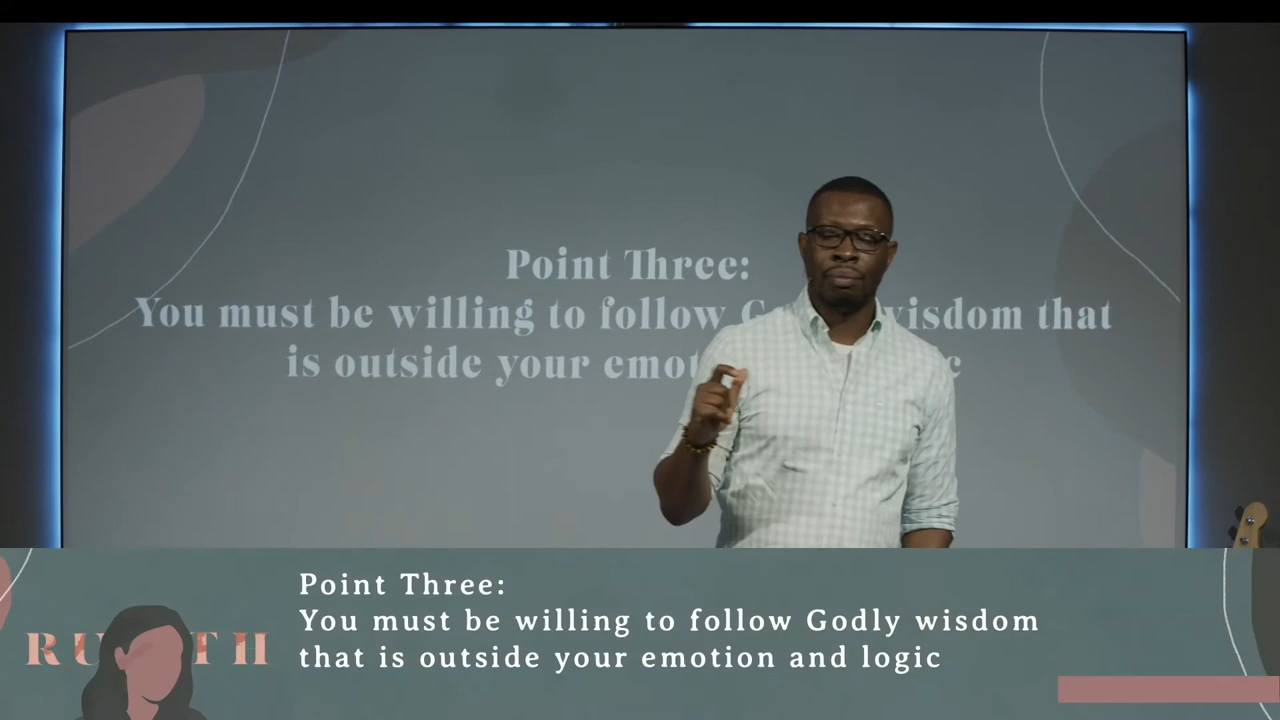 Point Three:
You must be willing to follow wisdom that
is outside your
Point Three:
You must be willing to follow Godly wisdom
that is outside your emotion and logic
RUTH